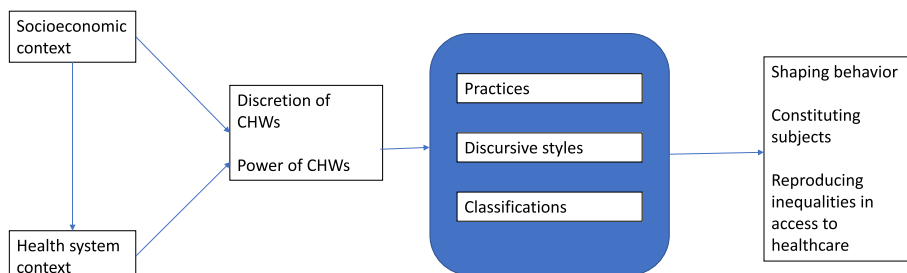 Socioeconomic
context
Discretion of
CHWs
Power of CHWs
Health system
context
Practices
Discursive styles
Classifications
Shaping behavior
Constituting
subjects
Reproducing
inequalities in
access to
healthcare